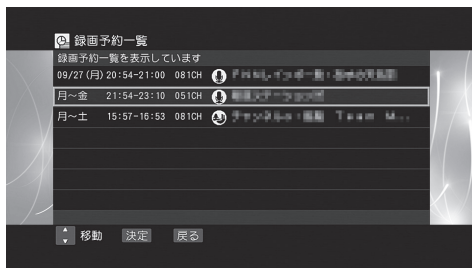 録画予約一覧
録画予約一覧を表示しています
09/27(月) 20:54-21:00 081CH
月～金 21:54-23:10 051CH
月～土 15:57-16:53 081CH
移動 決定 戻る